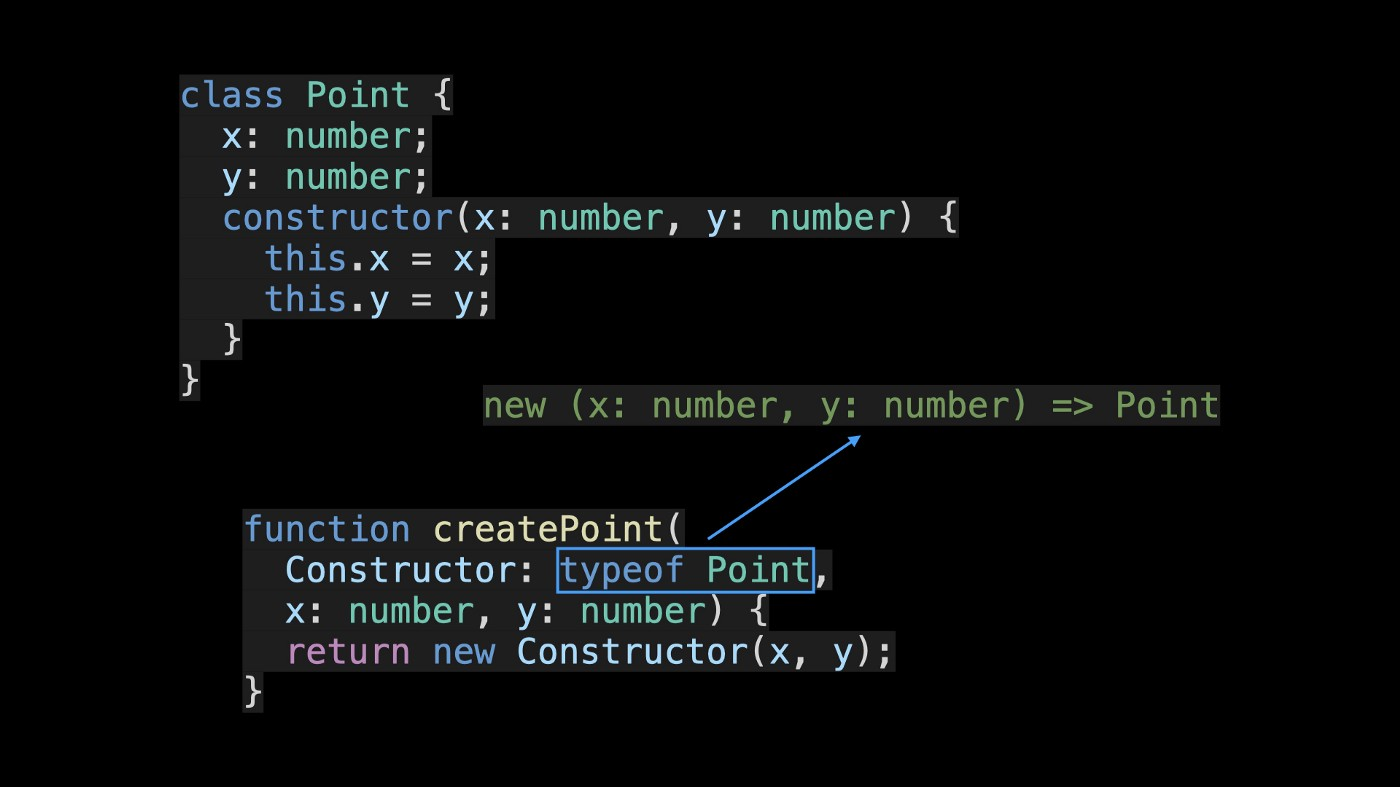 class Point {
  x: number;
  y: number;
  constructor(x: number, y: number) {
    this.x = x;
    this.y = y;
  }
}
new (x: number, y: number) => Point
function createPoint(
  Constructor: typeof Point,
  x: number, y: number) {
  return new Constructor(x, y);
}